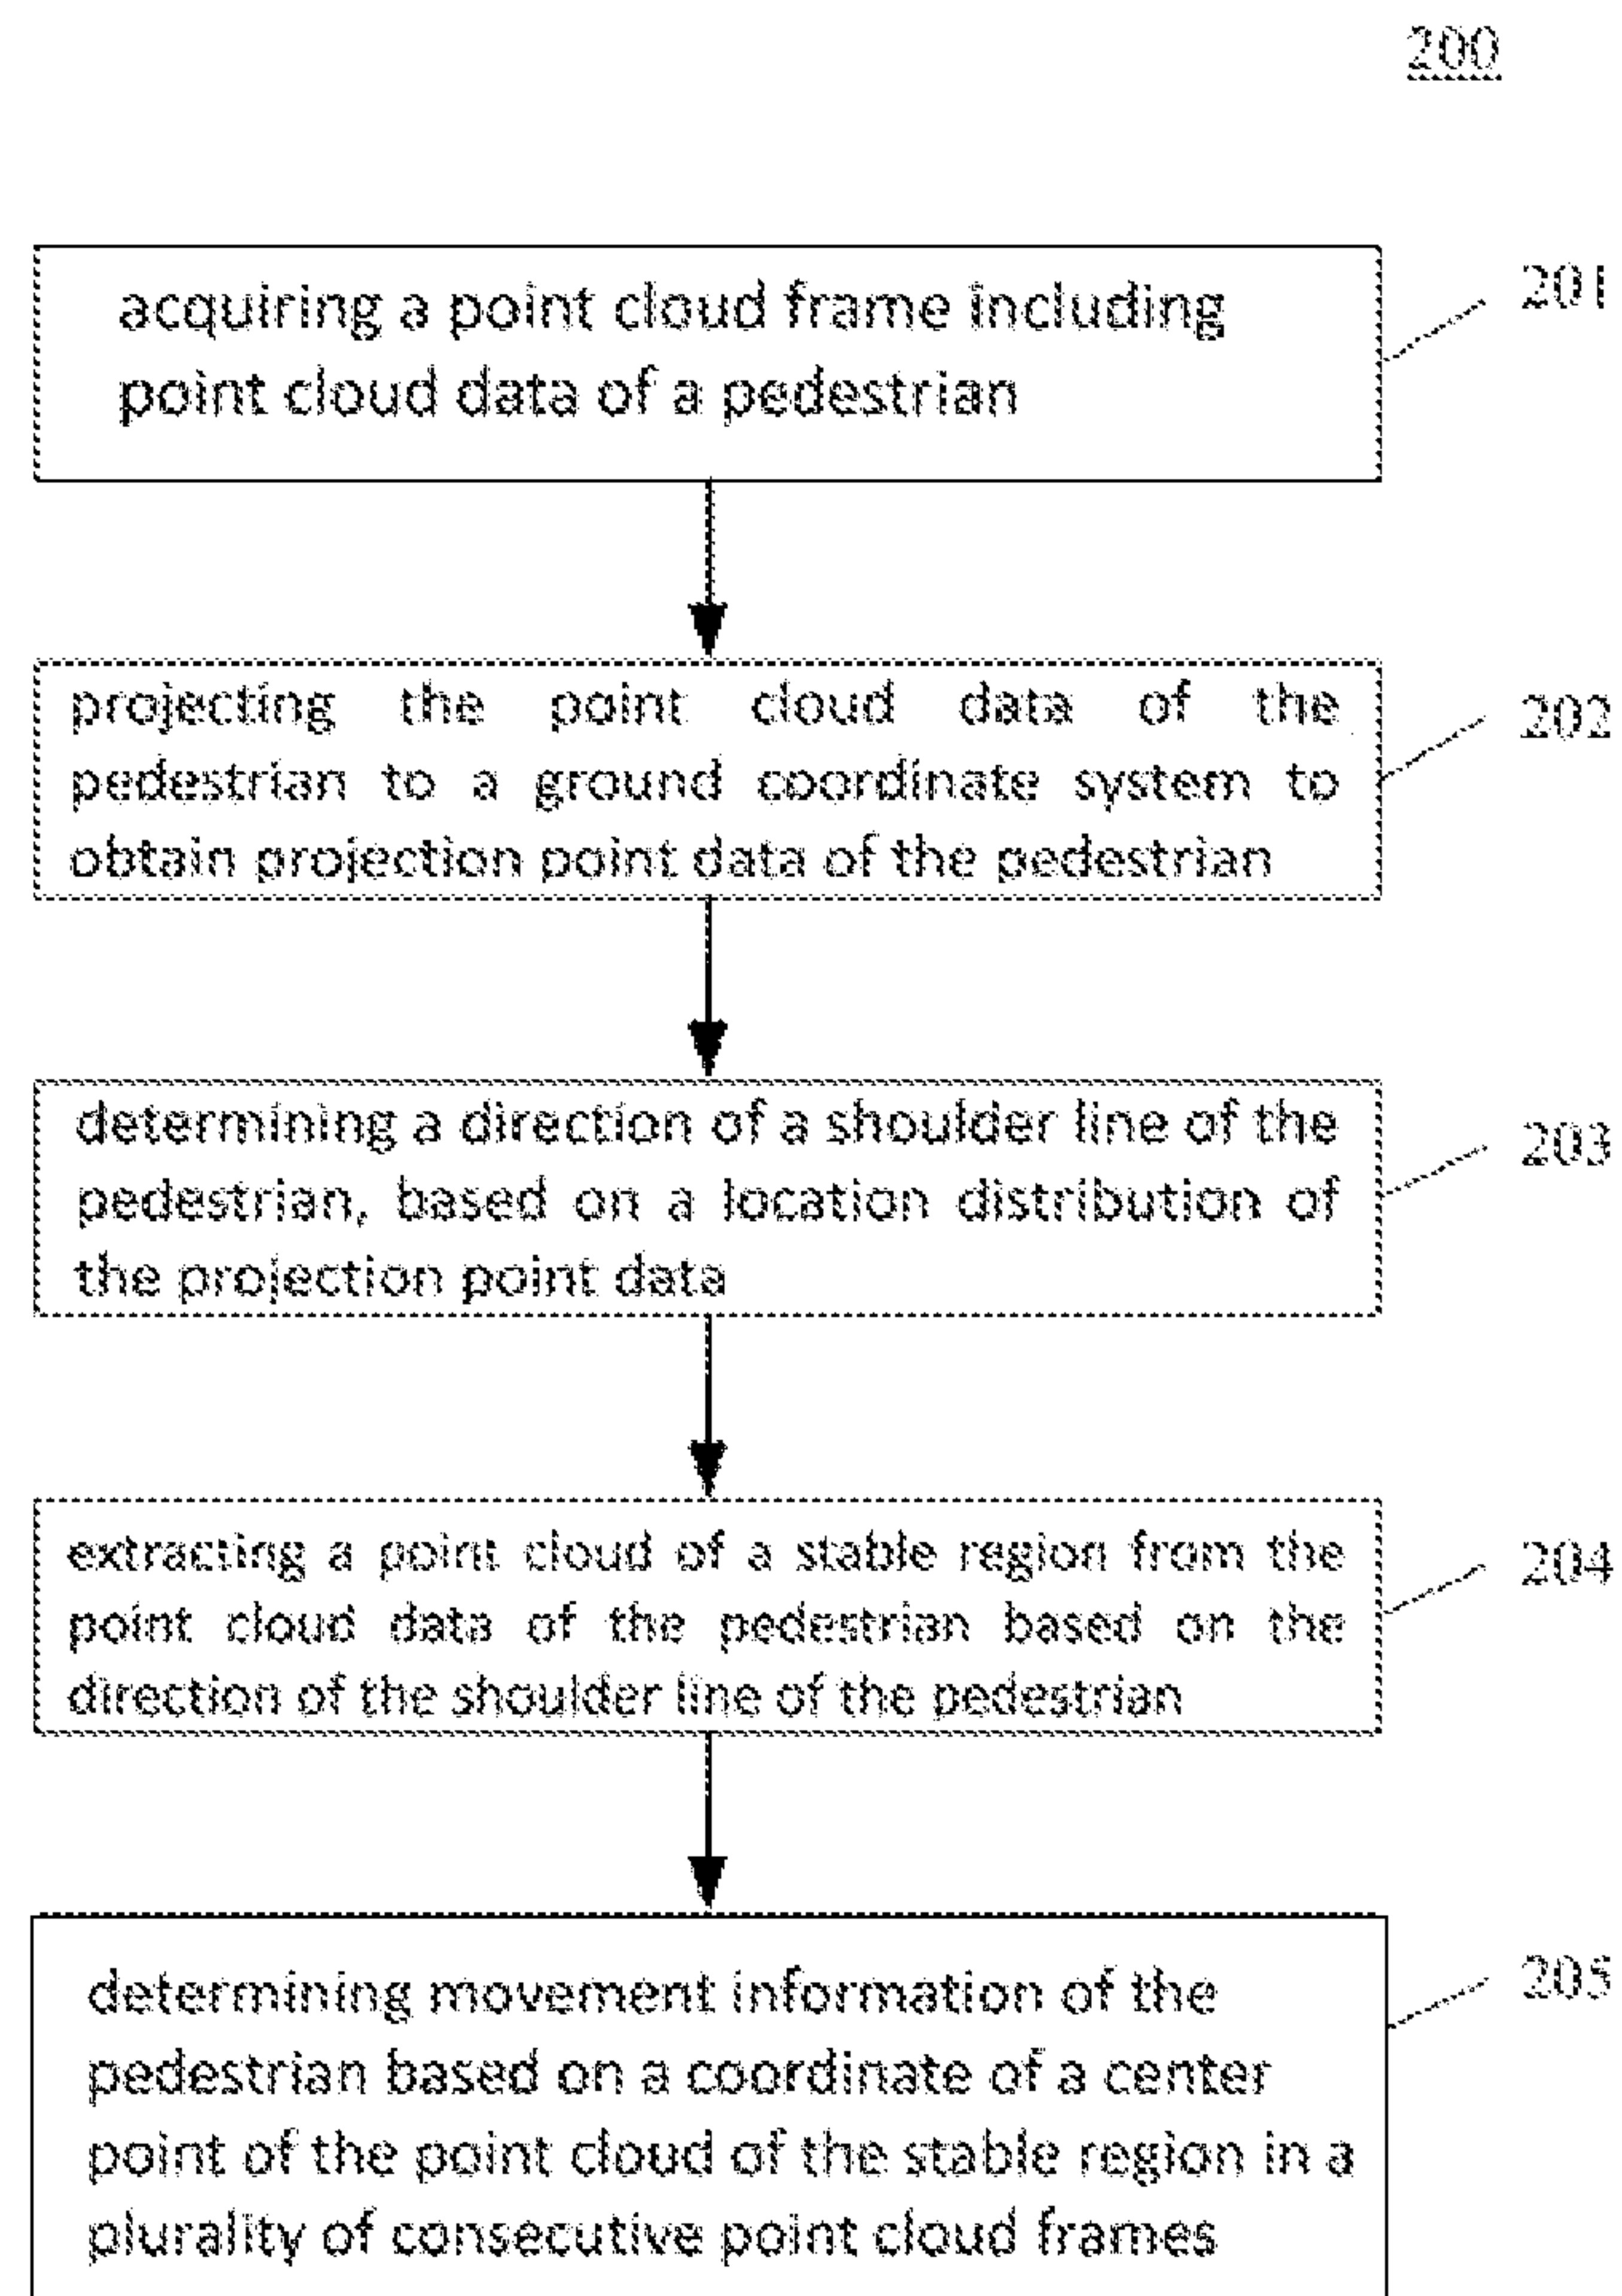 200
acquiring a point cloud frame including
point cloud data of a pedestrian
201
projecting the point cloud data of the
pedestrian to a ground coordinate system to
obtain projection point data of the pedestrian
202
determining a direction of a shoulder line of the
pedestrian, based on a location distribution of
the projection point data
203
extracting a point cloud of a stable region from the
point cloud data of the pedestrian based on the
direction of the shoulder line of the pedestrian
204
determining movement information of the
pedestrian based on a coordinate of a center
point of the point cloud of the stable region in a
plurality of consecutive point cloud frames
205